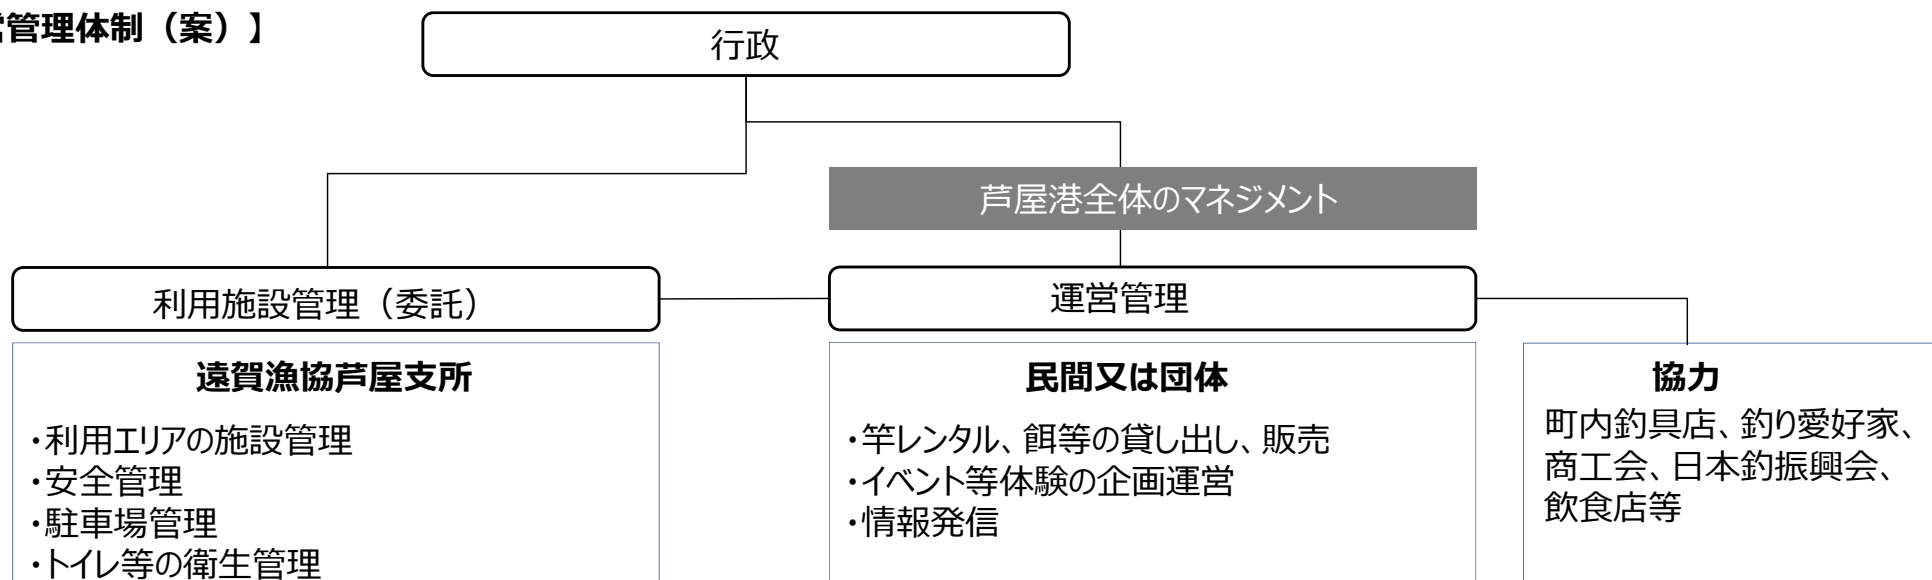 営管理体制（案）】
行政
芦屋港全体のマネジメント
利用施設管理（委託）
運営管理
遠賀漁協芦屋支所
・利用エリアの施設管理
・安全管理
・駐車場管理
・トイレ等の衛生管理
民間又は団体
・竿レンタル、餌等の貸し出し、販売
・イベント等体験の企画運営
・情報発信
協力
町内釣具店、釣り愛好家、
商工会、日本釣振興会、
飲食店等